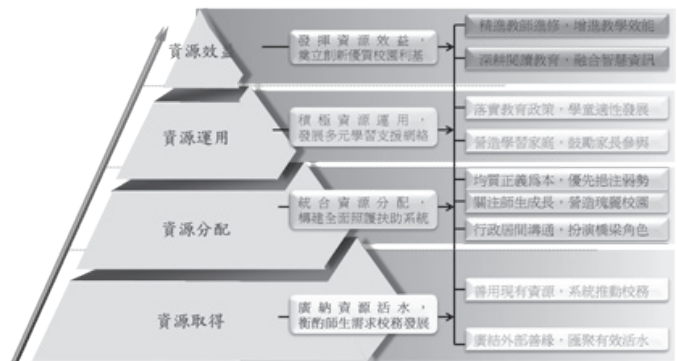 資源效益
發揮資源效益，
奠立創新優質校園利基
精進教師進修，增進教學效能
深耕閱讀教育，融合智慧資訊
資源運用
積極資源運用，
發展多元學習支援網絡
落實教育政策，學童適性發展
營造學習家庭，鼓勵家長參與
資源分配
統合資源分配，
構建全面照護扶助系統
均質正義為本，優先挹注弱勢
關注師生成長，營造瑰麗校園
行政居間溝通，扮演橋梁角色
資源取得
廣納資源活水，
衡酌師生需求校務發展
善用現有資源，系統推動校務
廣結外部善緣，匯聚有效活水